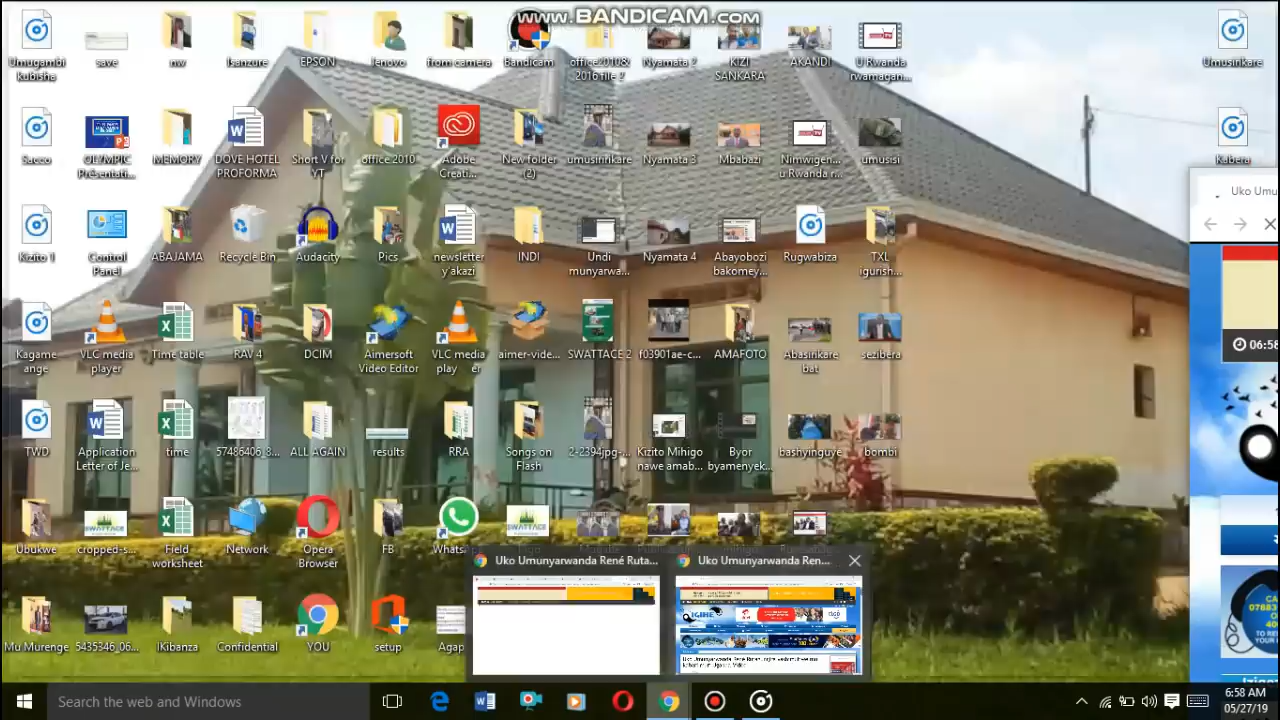 www.BANDICAM.com
Umugambi kubisha
save
nw
Isanzure
EPSON
lenovo
from camera
Bandicam
Nyamata 2
KIZI SANKARA
AKANDI
U Rwanda rwamagan...
Umusirikare
Sacco
OLYMPIC Présentati...
MEMORY
DOVE HOTEL PROFORMA
Short V for YT
office 2010
Adobe Creati...
New folder (2)
umusiririkare
Nyamata 3
Mbabazi
Nimwigen... u Rwanda r...
umusisi
Kabera
Kizito 1
Control Panel
ABAJAMA
Recycle Bin
Audacity
Pics
newsletter y'akazi
INDI
Undi munyarwa...
Nyamata 4
Abayobozi bakomey...
Rugwabiza
TXL igurish...
Uko Umu
Kagame ange
VLC media player
Time table
RAV 4
DCIM
Aimersoft Video Editor
VLC media play er
aimer-vide...
SWATTACE 2
f03901ae-c...
AMAFOTO
Abasirikare bat
sezibera
06:58
TWD
Application Letter of Je...
time
57486406_8...
ALL AGAIN
results
RRA
Songs on Flash
2-2394jpg-...
Kizito Mihigo nawe amab...
Byor byamenyek...
bashyinguye
bombi
Ubukwe
cropped-s...
Field worksheet
Network
Opera Browser
FB
Whats
SWATTACE
Uko Umunyarwanda René Ruta...
Uko Umunyarwanda Ren...
Mu Murenge
IKibanza
Confidential
YOU
setup
Agap
IGIHE
tigo
Search the web and Windows
6:58 AM
05/27/19